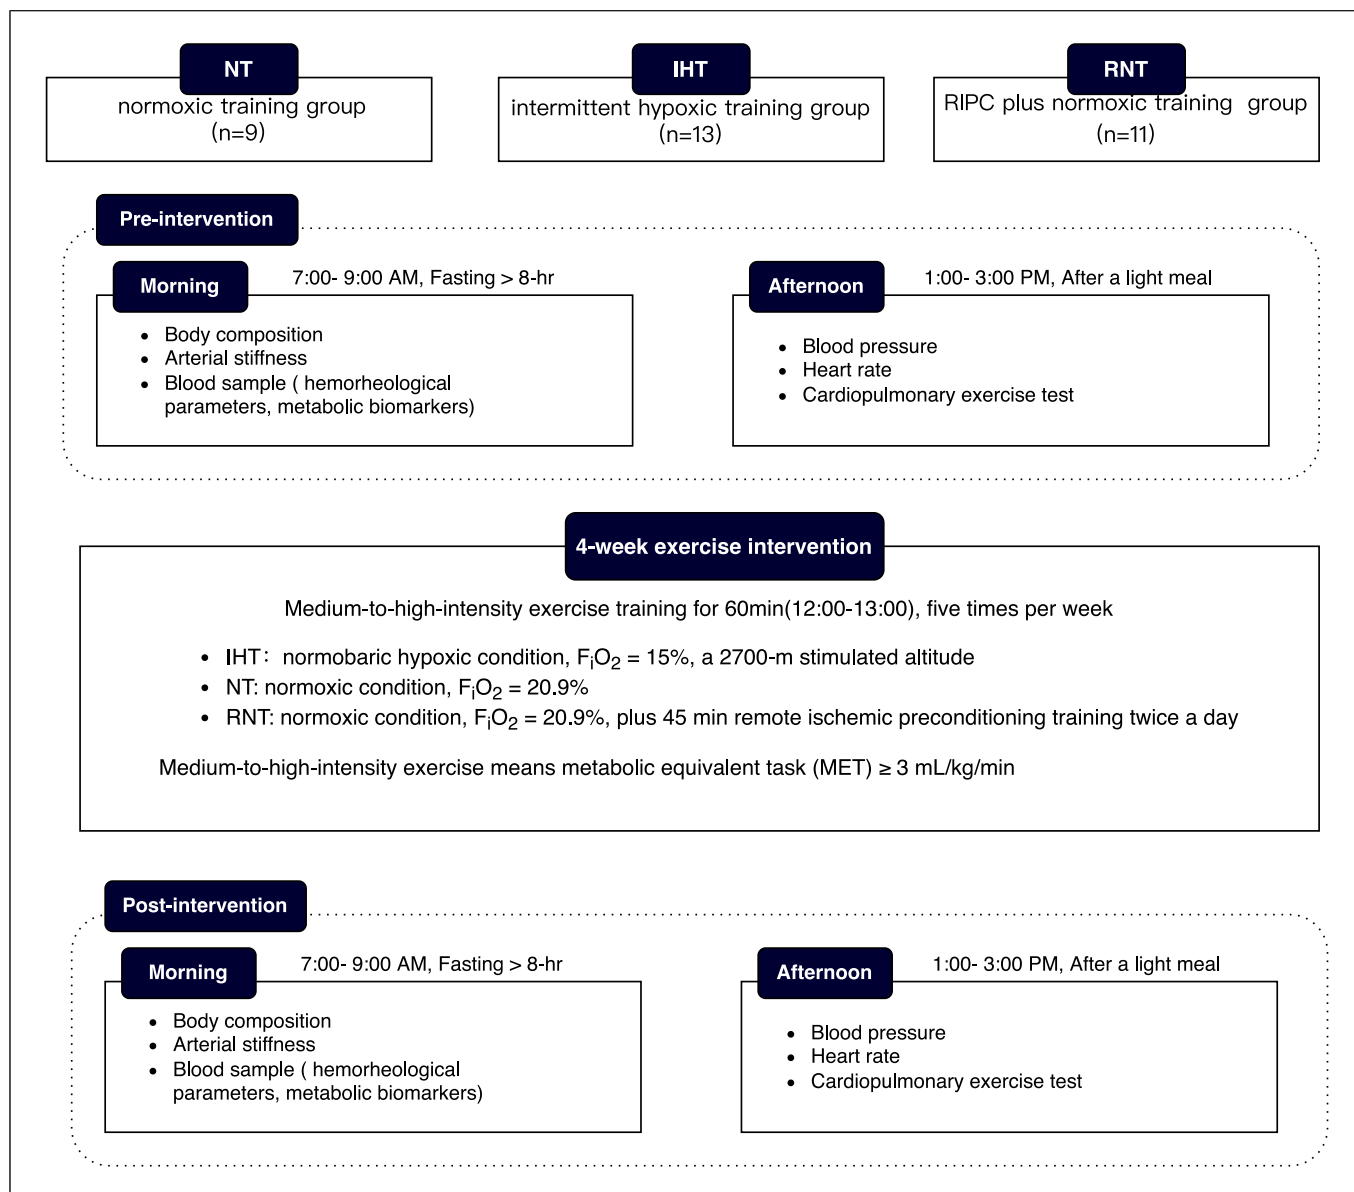 NT
normoxic training group
(n=9)
IHT
intermittent hypoxic training group
(n=13)
RNT
RIPC plus normoxic training group
(n=11)
Pre-intervention
Morning
7:00- 9:00 AM, Fasting > 8-hr
• Body composition
• Arterial stiffness
• Blood sample ( hemorheological
parameters, metabolic biomarkers)
Afternoon
1:00- 3:00 PM, After a light meal
• Blood pressure
• Heart rate
• Cardiopulmonary exercise test
4-week exercise intervention
Medium-to-high-intensity exercise training for 60min(12:00-13:00), five times per week
• IHT：normobaric hypoxic condition, FᵢO₂ = 15%, a 2700-m stimulated altitude
• NT: normoxic condition, FᵢO₂ = 20.9%
• RNT: normoxic condition, FᵢO₂ = 20.9%, plus 45 min remote ischemic preconditioning training twice a day
Medium-to-high-intensity exercise means metabolic equivalent task (MET) ≥ 3 mL/kg/min
Post-intervention
Morning
7:00- 9:00 AM, Fasting > 8-hr
• Body composition
• Arterial stiffness
• Blood sample ( hemorheological
parameters, metabolic biomarkers)
Afternoon
1:00- 3:00 PM, After a light meal
• Blood pressure
• Heart rate
• Cardiopulmonary exercise test